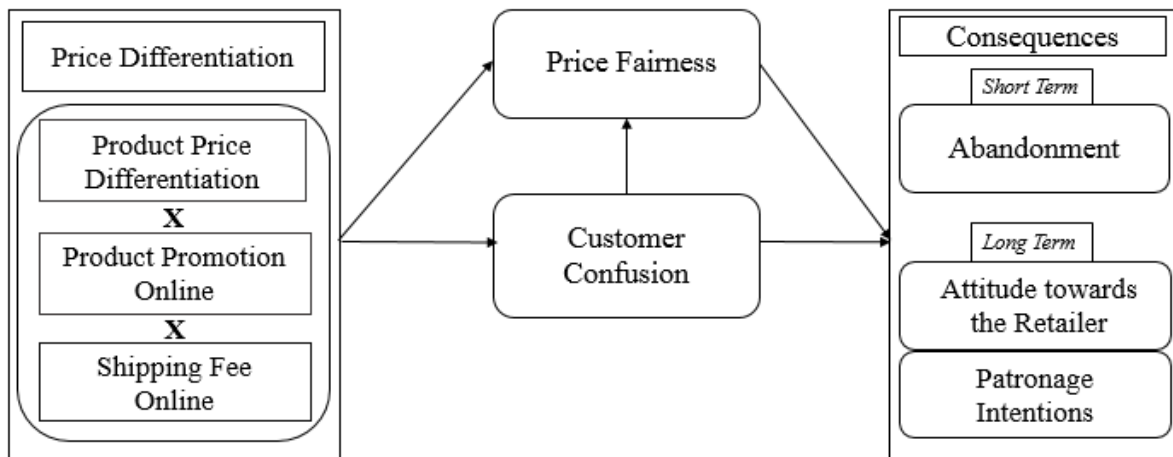 Price Differentiation
Product Price
Differentiation
X
Product Promotion
Online
X
Shipping Fee
Online
Price Fairness
Customer
Confusion
Consequences
Short Term
Abandonment
Long Term
Attitude towards
the Retailer
Patronage
Intentions